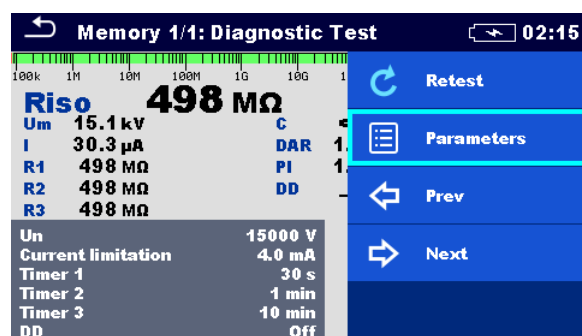 Memory 1/1: Diagnostic Test 02:15
100k 1M 10M 100M 1G 10G 1
Riso 498 MΩ
Um 15.1 kV C
I 30.3 µA DAR 1.
R1 498 MΩ PI 1.
R2 498 MΩ DD
R3 498 MΩ
Un 15000 V
Current limitation 4.0 mA
Timer 1 30 s
Timer 2 1 min
Timer 3 10 min
DD Off
Retest
Parameters
Prev
Next